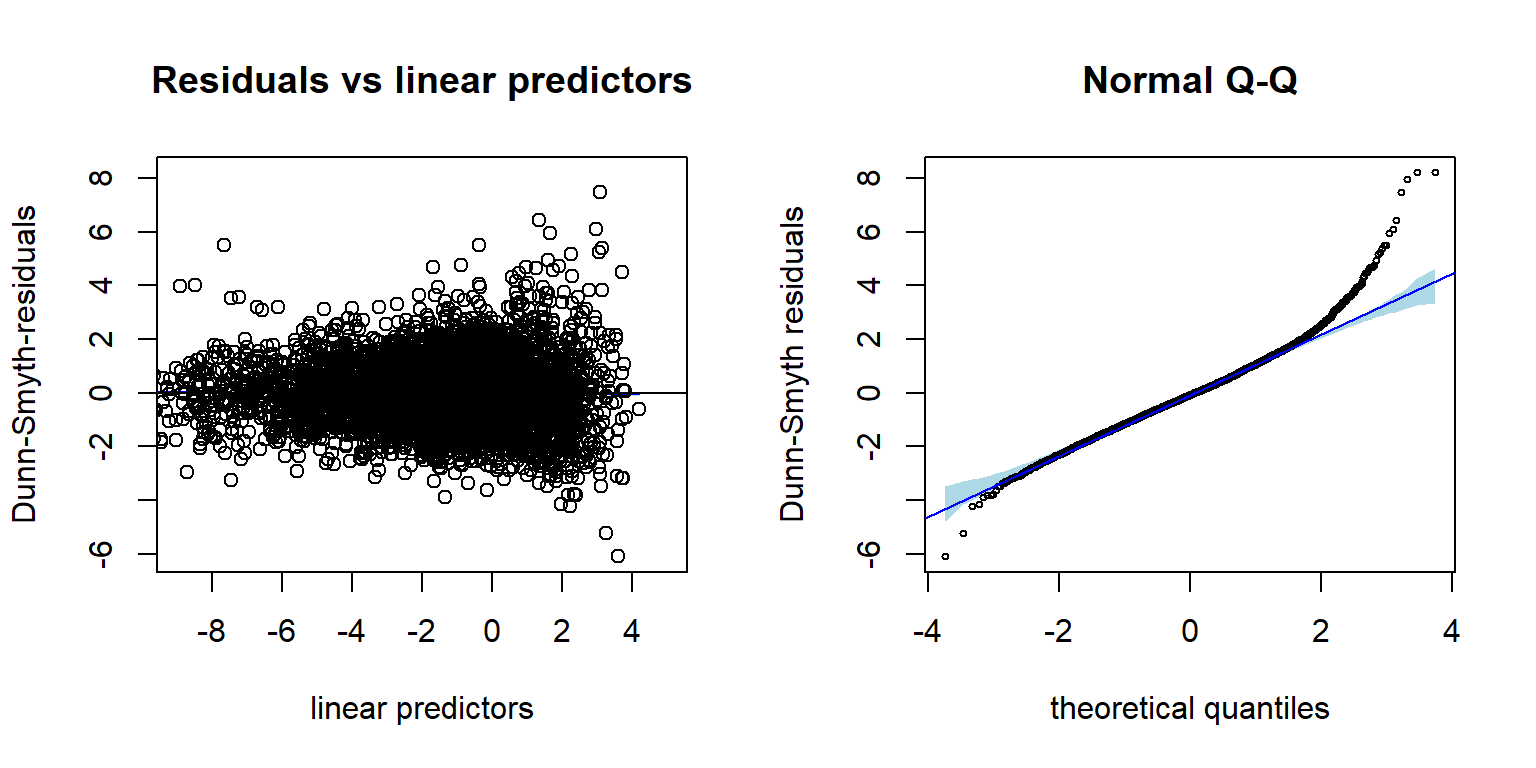 Residuals vs linear predictors
Dunn-Smyth-residuals
8
6
4
2
0
-2
-6
-8 -6 -4 -2 0 2 4
linear predictors
Normal Q-Q
Dunn-Smyth residuals
8
6
4
2
0
-2
-6
-4 -2 0 2 4
theoretical quantiles